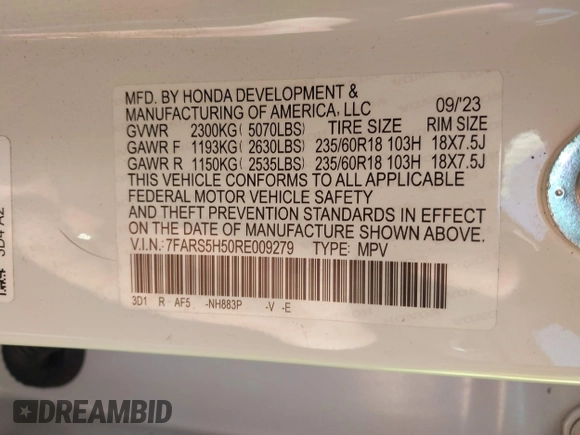 MFD. BY HONDA DEVELOPMENT &
MANUFACTURING OF AMERICA, LLC 09/'23
GVWR 2300KG( 5070LBS) TIRE SIZE RIM SIZE
GAWR F 1193KG( 2630LBS) 235/60R18 103H 18X7.5J
GAWR R 1150KG( 2535LBS) 235/60R18 103H 18X7.5J
THIS VEHICLE CONFORMS TO ALL APPLICABLE
FEDERAL MOTOR VEHICLE SAFETY
AND THEFT PREVENTION STANDARDS IN EFFECT
ON THE DATE OF MANUFACTURE SHOWN ABOVE.
V.I.N.:7FARS5H50RE009279 TYPE: MPV
3D1 R AF5 -NH883P -V -E
3D4 A2
DREAMBID